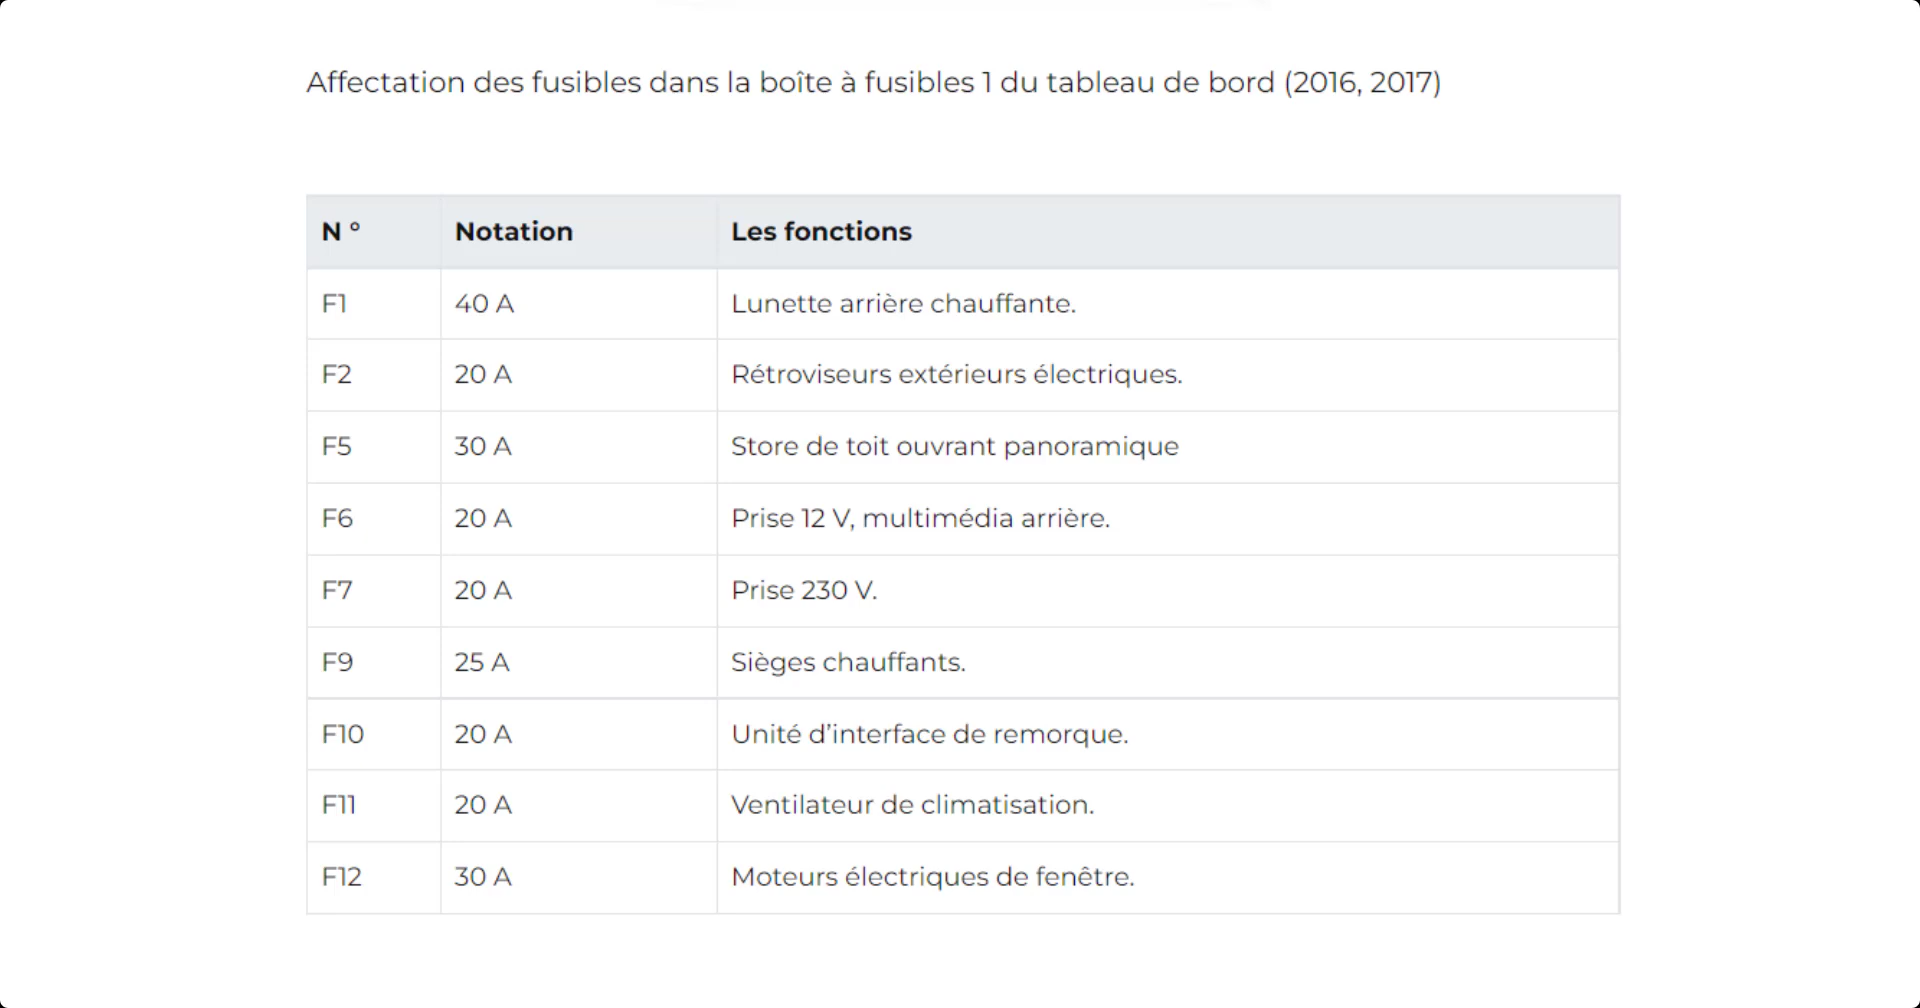 Affectation des fusibles dans la boîte à fusibles 1 du tableau de bord (2016, 2017)
N ° Notation Les fonctions
F1 40 A Lunette arrière chauffante.
F2 20 A Rétroviseurs extérieurs électriques.
F5 30 A Store de toit ouvrant panoramique
F6 20 A Prise 12 V, multimédia arrière.
F7 20 A Prise 230 V.
F9 25 A Sièges chauffants.
F10 20 A Unité d’interface de remorque.
F11 20 A Ventilateur de climatisation.
F12 30 A Moteurs électriques de fenêtre.